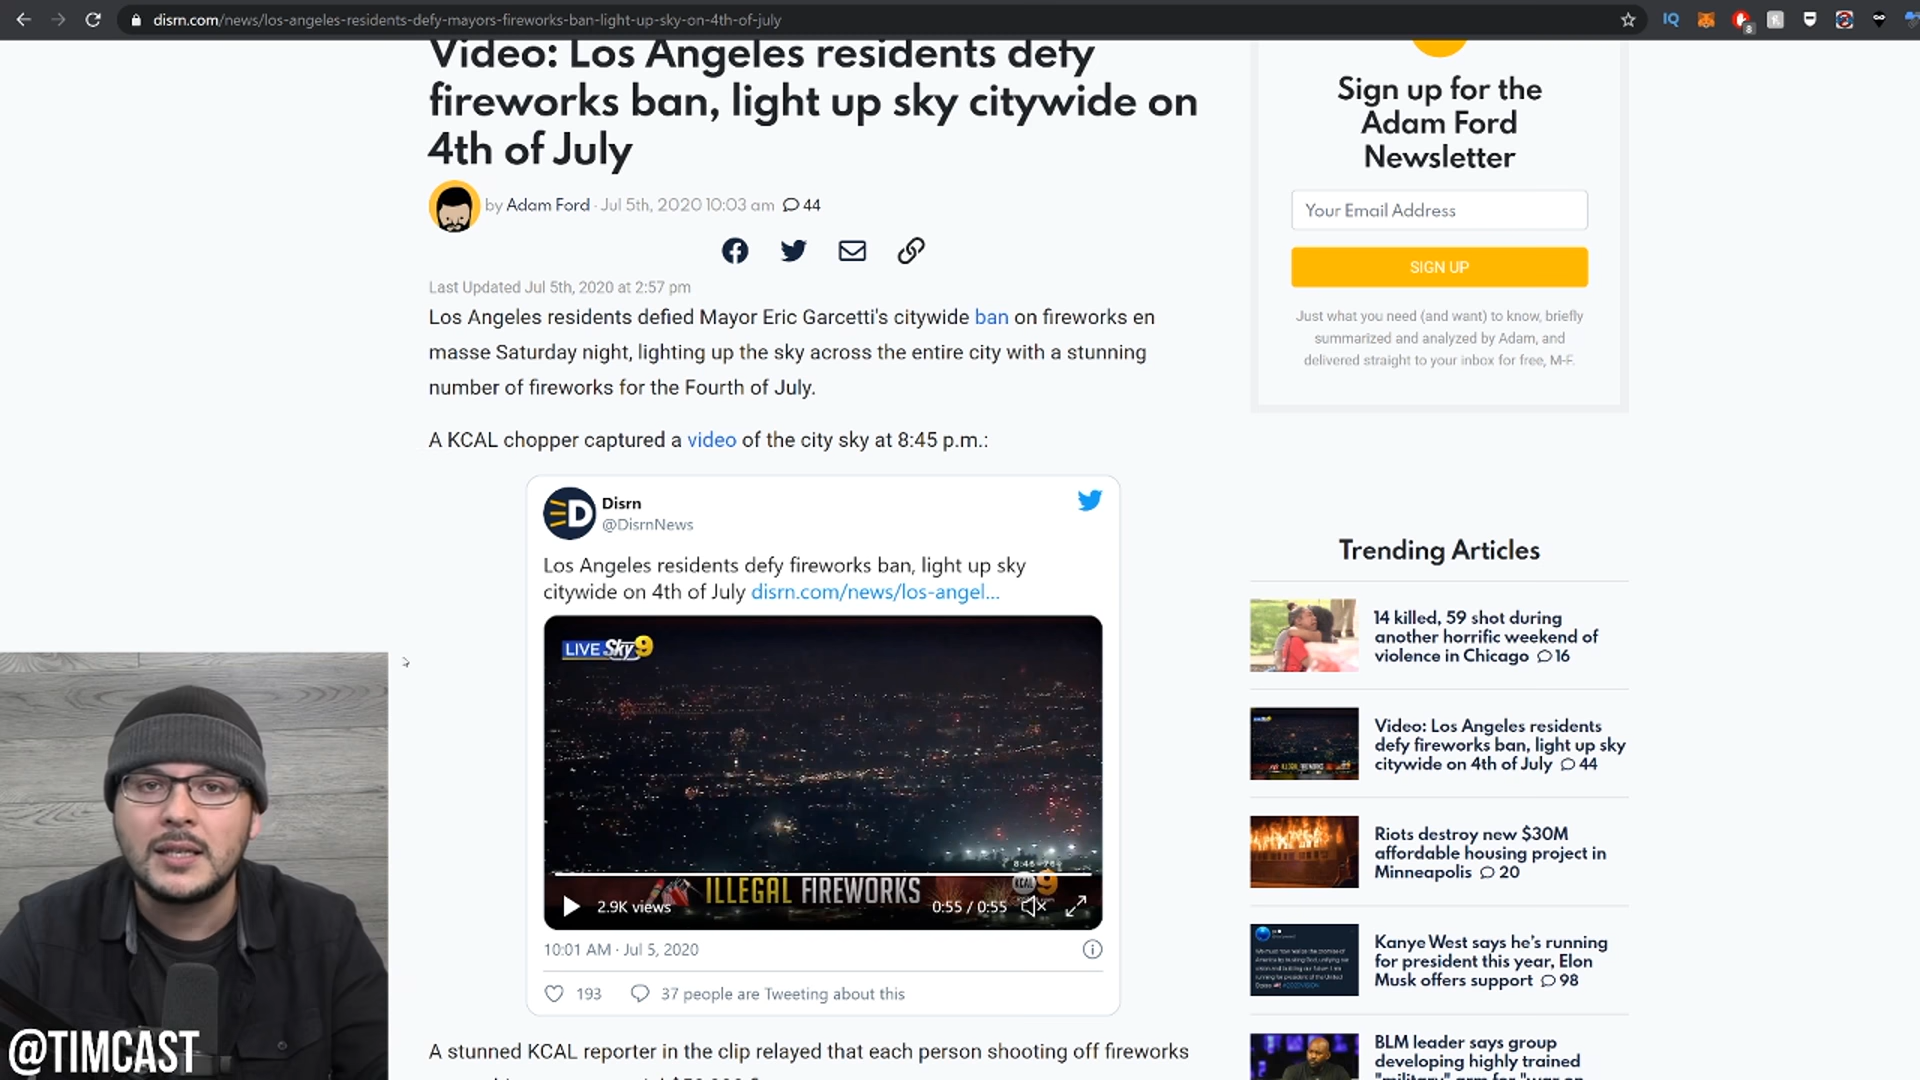 disrn.com/news/los-angeles-residents-defy-mayors-fireworks-ban-light-up-sky-on-4th-of-july
IQ
8
Video: Los Angeles residents defy
fireworks ban, light up sky citywide on
4th of July
by Adam Ford · Jul 5th, 2020 10:03 am 44
Last Updated Jul 5th, 2020 at 2:57 pm
Los Angeles residents defied Mayor Eric Garcetti's citywide ban on fireworks en
masse Saturday night, lighting up the sky across the entire city with a stunning
number of fireworks for the Fourth of July.
A KCAL chopper captured a video of the city sky at 8:45 p.m.:
D
Disrn
@DisrnNews
Los Angeles residents defy fireworks ban, light up sky
citywide on 4th of July disrn.com/news/los-angel...
LIVE Sky9
ILLEGAL FIREWORKS
KCAL 9
2.9K views
0:55 / 0:55
10:01 AM · Jul 5, 2020
193 37 people are Tweeting about this
A stunned KCAL reporter in the clip relayed that each person shooting off fireworks
Sign up for the
Adam Ford
Newsletter
Your Email Address
SIGN UP
Just what you need (and want) to know, briefly
summarized and analyzed by Adam, and
delivered straight to your inbox for free, M-F.
Trending Articles
14 killed, 59 shot during
another horrific weekend of
violence in Chicago 16
Video: Los Angeles residents
defy fireworks ban, light up sky
citywide on 4th of July 44
Riots destroy new $30M
affordable housing project in
Minneapolis 20
Kanye West says he's running
for president this year, Elon
Musk offers support 98
BLM leader says group
developing highly trained
"military" arm for "war on
@TIMCAST